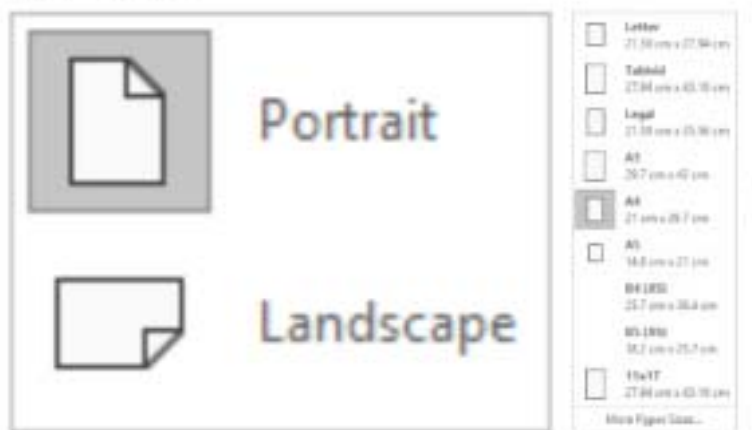 Portrait
Landscape
Letter
21.59 cm x 27.94 cm
Tabloid
27.94 cm x 43.18 cm
Legal
21.59 cm x 35.56 cm
A3
29.7 cm x 42 cm
A4
21 cm x 29.7 cm
A5
14.8 cm x 21 cm
B4 (JIS)
25.7 cm x 36.4 cm
B5 (JIS)
18.2 cm x 25.7 cm
11x17
27.94 cm x 43.18 cm
More Paper Sizes...